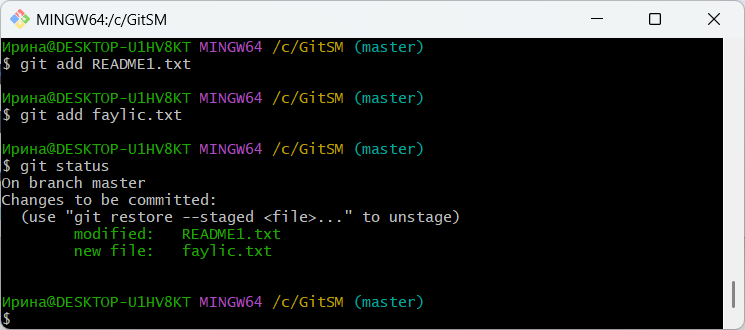 MINGW64:/c/GitSM
Ирина@DESKTOP-U1HV8KT MINGW64 /c/GitSM (master)
$ git add README1.txt
Ирина@DESKTOP-U1HV8KT MINGW64 /c/GitSM (master)
$ git add faylic.txt
Ирина@DESKTOP-U1HV8KT MINGW64 /c/GitSM (master)
$ git status
On branch master
Changes to be committed:
  (use "git restore --staged <file>..." to unstage)
        modified:   README1.txt
        new file:   faylic.txt
Ирина@DESKTOP-U1HV8KT MINGW64 /c/GitSM (master)
$